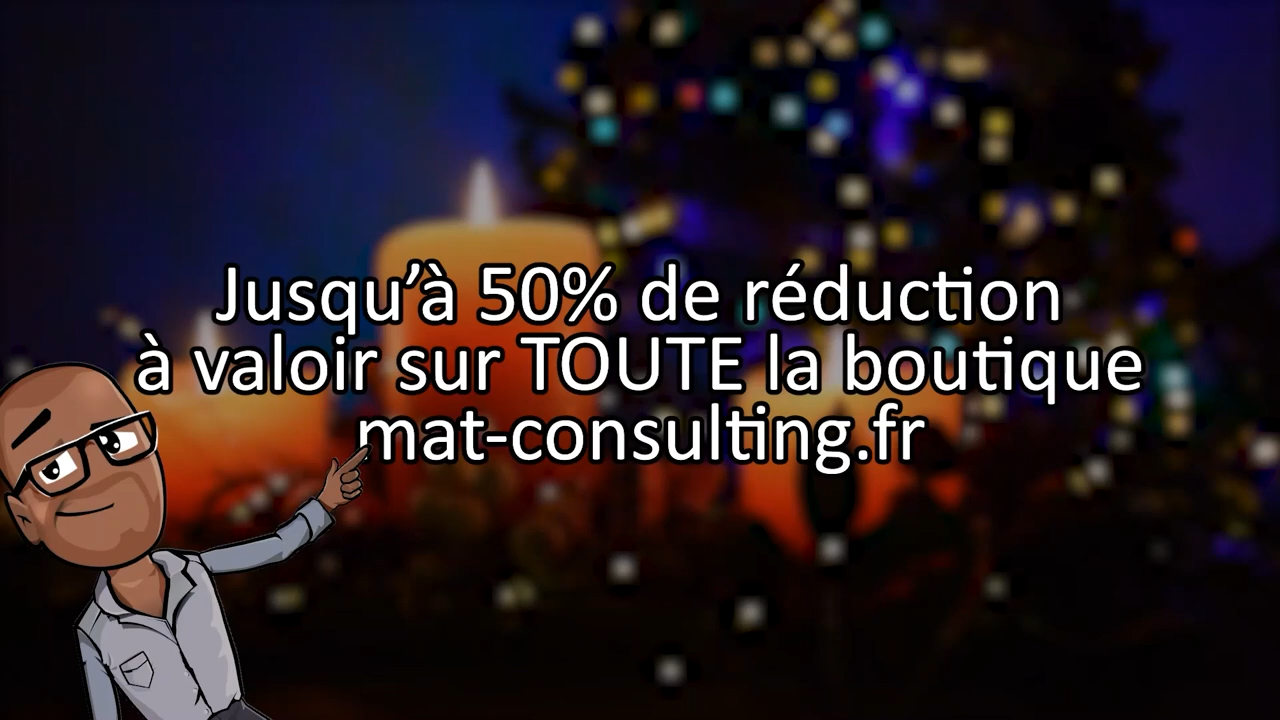 Jusqu’à 50% de réduction
à valoir sur TOUTE la boutique
mat-consulting.fr